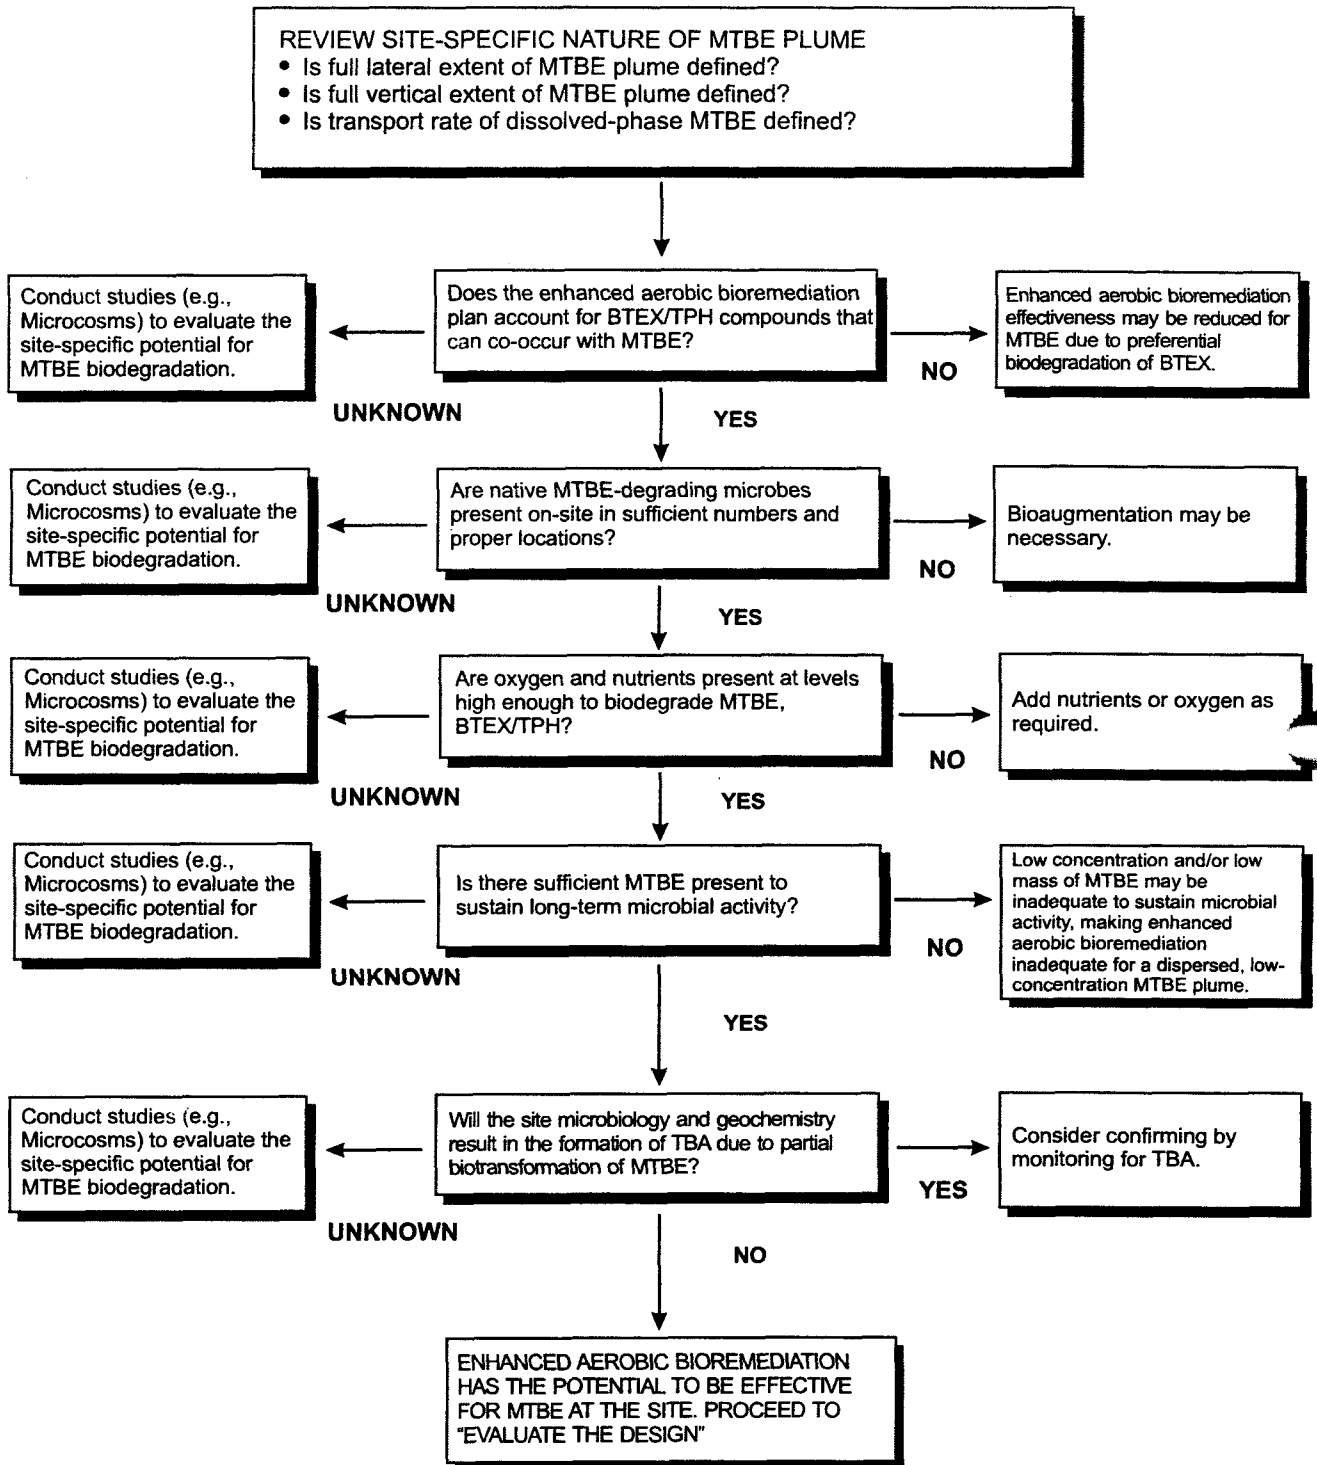 REVIEW SITE-SPECIFIC NATURE OF MTBE PLUME
• Is full lateral extent of MTBE plume defined?
• Is full vertical extent of MTBE plume defined?
• Is transport rate of dissolved-phase MTBE defined?
Conduct studies (e.g.,
Microcosms) to evaluate the
site-specific potential for
MTBE biodegradation.
UNKNOWN
Does the enhanced aerobic bioremediation
plan account for BTEX/TPH compounds that
can co-occur with MTBE?
YES
NO
Enhanced aerobic bioremediation
effectiveness may be reduced for
MTBE due to preferential
biodegradation of BTEX.
Conduct studies (e.g.,
Microcosms) to evaluate the
site-specific potential for
MTBE biodegradation.
UNKNOWN
Are native MTBE-degrading microbes
present on-site in sufficient numbers and
proper locations?
YES
NO
Bioaugmentation may be
necessary.
Conduct studies (e.g.,
Microcosms) to evaluate the
site-specific potential for
MTBE biodegradation.
UNKNOWN
Are oxygen and nutrients present at levels
high enough to biodegrade MTBE,
BTEX/TPH?
YES
NO
Add nutrients or oxygen as
required.
Conduct studies (e.g.,
Microcosms) to evaluate the
site-specific potential for
MTBE biodegradation.
UNKNOWN
Is there sufficient MTBE present to
sustain long-term microbial activity?
YES
NO
Low concentration and/or low
mass of MTBE may be
inadequate to sustain microbial
activity, making enhanced
aerobic bioremediation
inadequate for a dispersed, low-
concentration MTBE plume.
Conduct studies (e.g.,
Microcosms) to evaluate the
site-specific potential for
MTBE biodegradation.
UNKNOWN
Will the site microbiology and geochemistry
result in the formation of TBA due to partial
biotransformation of MTBE?
NO
YES
Consider confirming by
monitoring for TBA.
ENHANCED AEROBIC BIOREMEDIATION
HAS THE POTENTIAL TO BE EFFECTIVE
FOR MTBE AT THE SITE. PROCEED TO
"EVALUATE THE DESIGN"